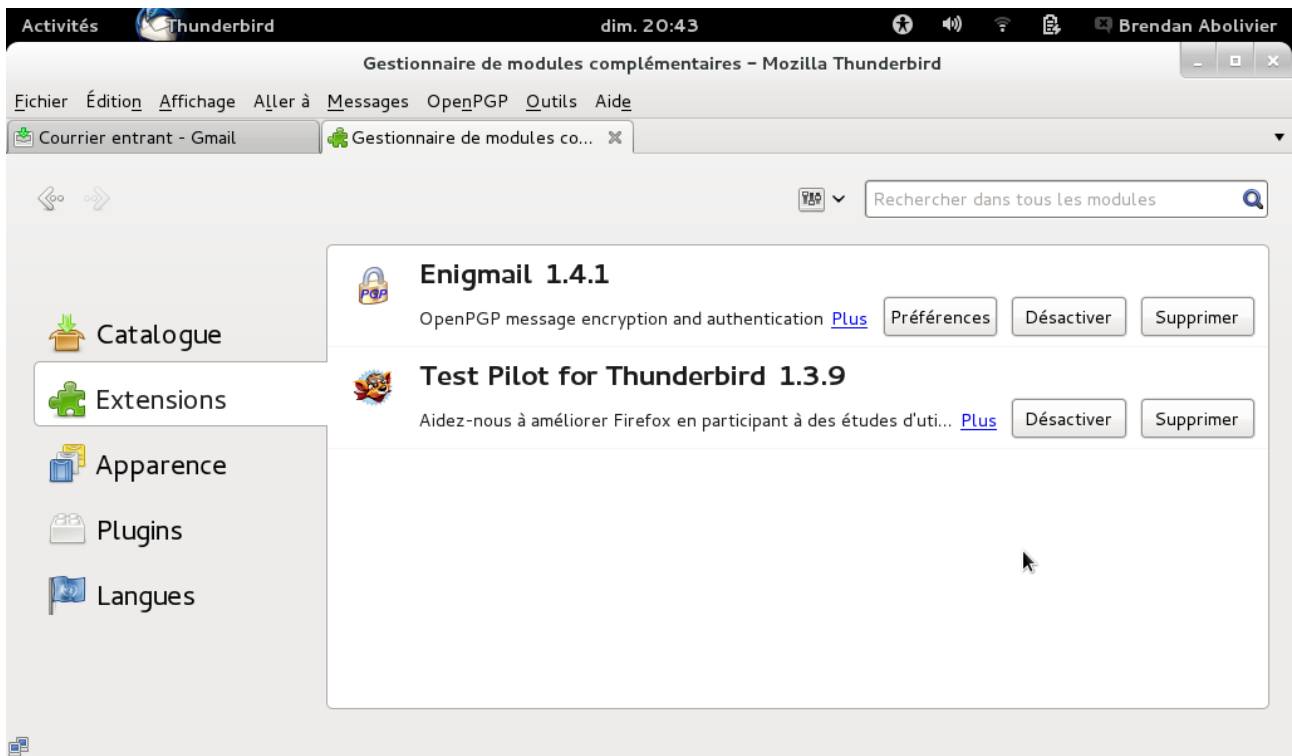 Activités Thunderbird dim. 20:43 Brendan Abolivier
Gestionnaire de modules complémentaires – Mozilla Thunderbird
Fichier Édition Affichage Aller à Messages OpenPGP Outils Aide
Courrier entrant - Gmail Gestionnaire de modules co...
Rechercher dans tous les modules
Catalogue
Extensions
Apparence
Plugins
Langues
PGP
Enigmail 1.4.1
OpenPGP message encryption and authentication Plus Préférences Désactiver Supprimer
Test Pilot for Thunderbird 1.3.9
Aidez-nous à améliorer Firefox en participant à des études d'uti... Plus Désactiver Supprimer